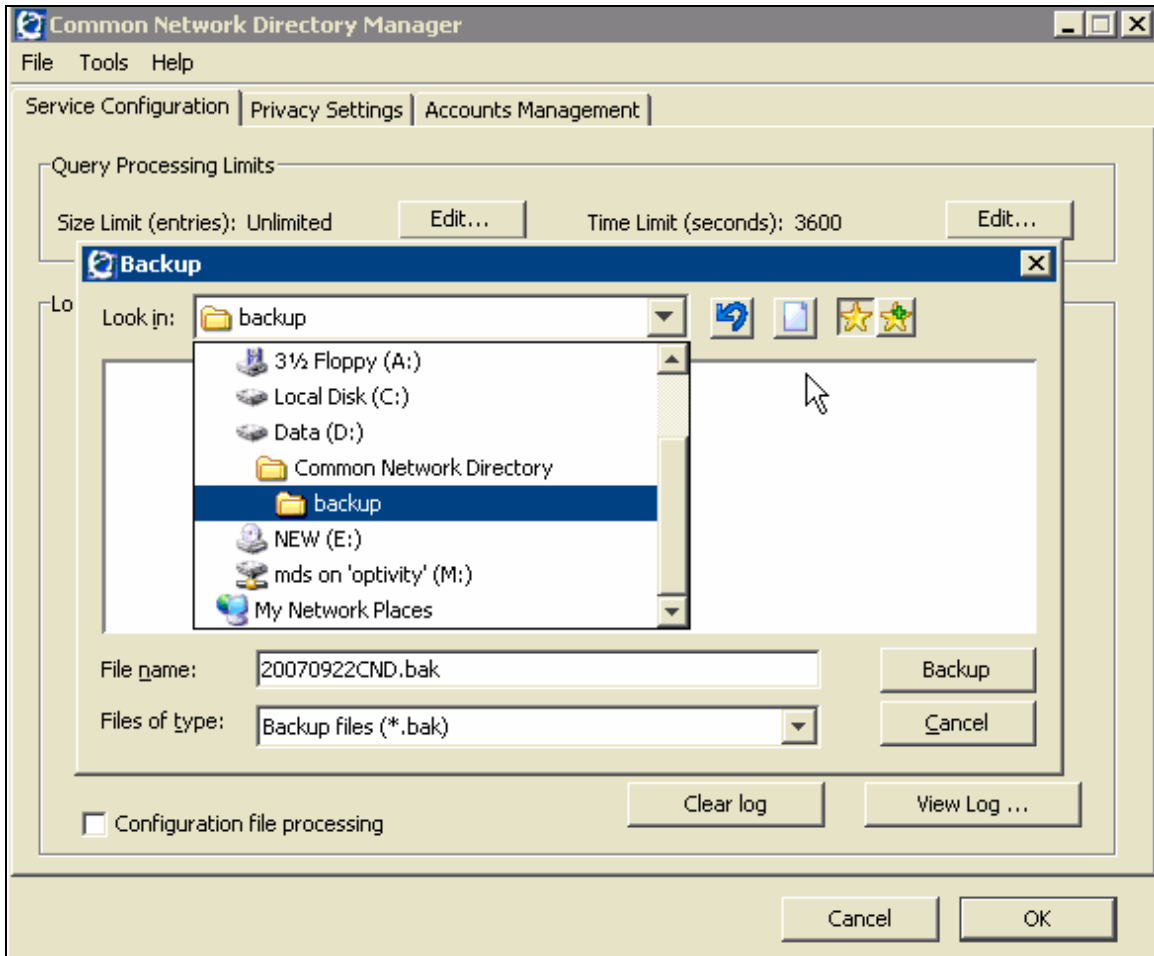 Common Network Directory Manager
File Tools Help
Service Configuration Privacy Settings Accounts Management
Query Processing Limits
Size Limit (entries): Unlimited Edit... Time Limit (seconds): 3600 Edit...
Backup
Lo
Look in: backup
3½ Floppy (A:)
Local Disk (C:)
Data (D:)
Common Network Directory
backup
NEW (E:)
mds on 'optivity' (M:)
My Network Places
File name: 20070922CND.bak Backup
Files of type: Backup files (*.bak) Cancel
Clear log View Log ...
Configuration file processing
Cancel OK